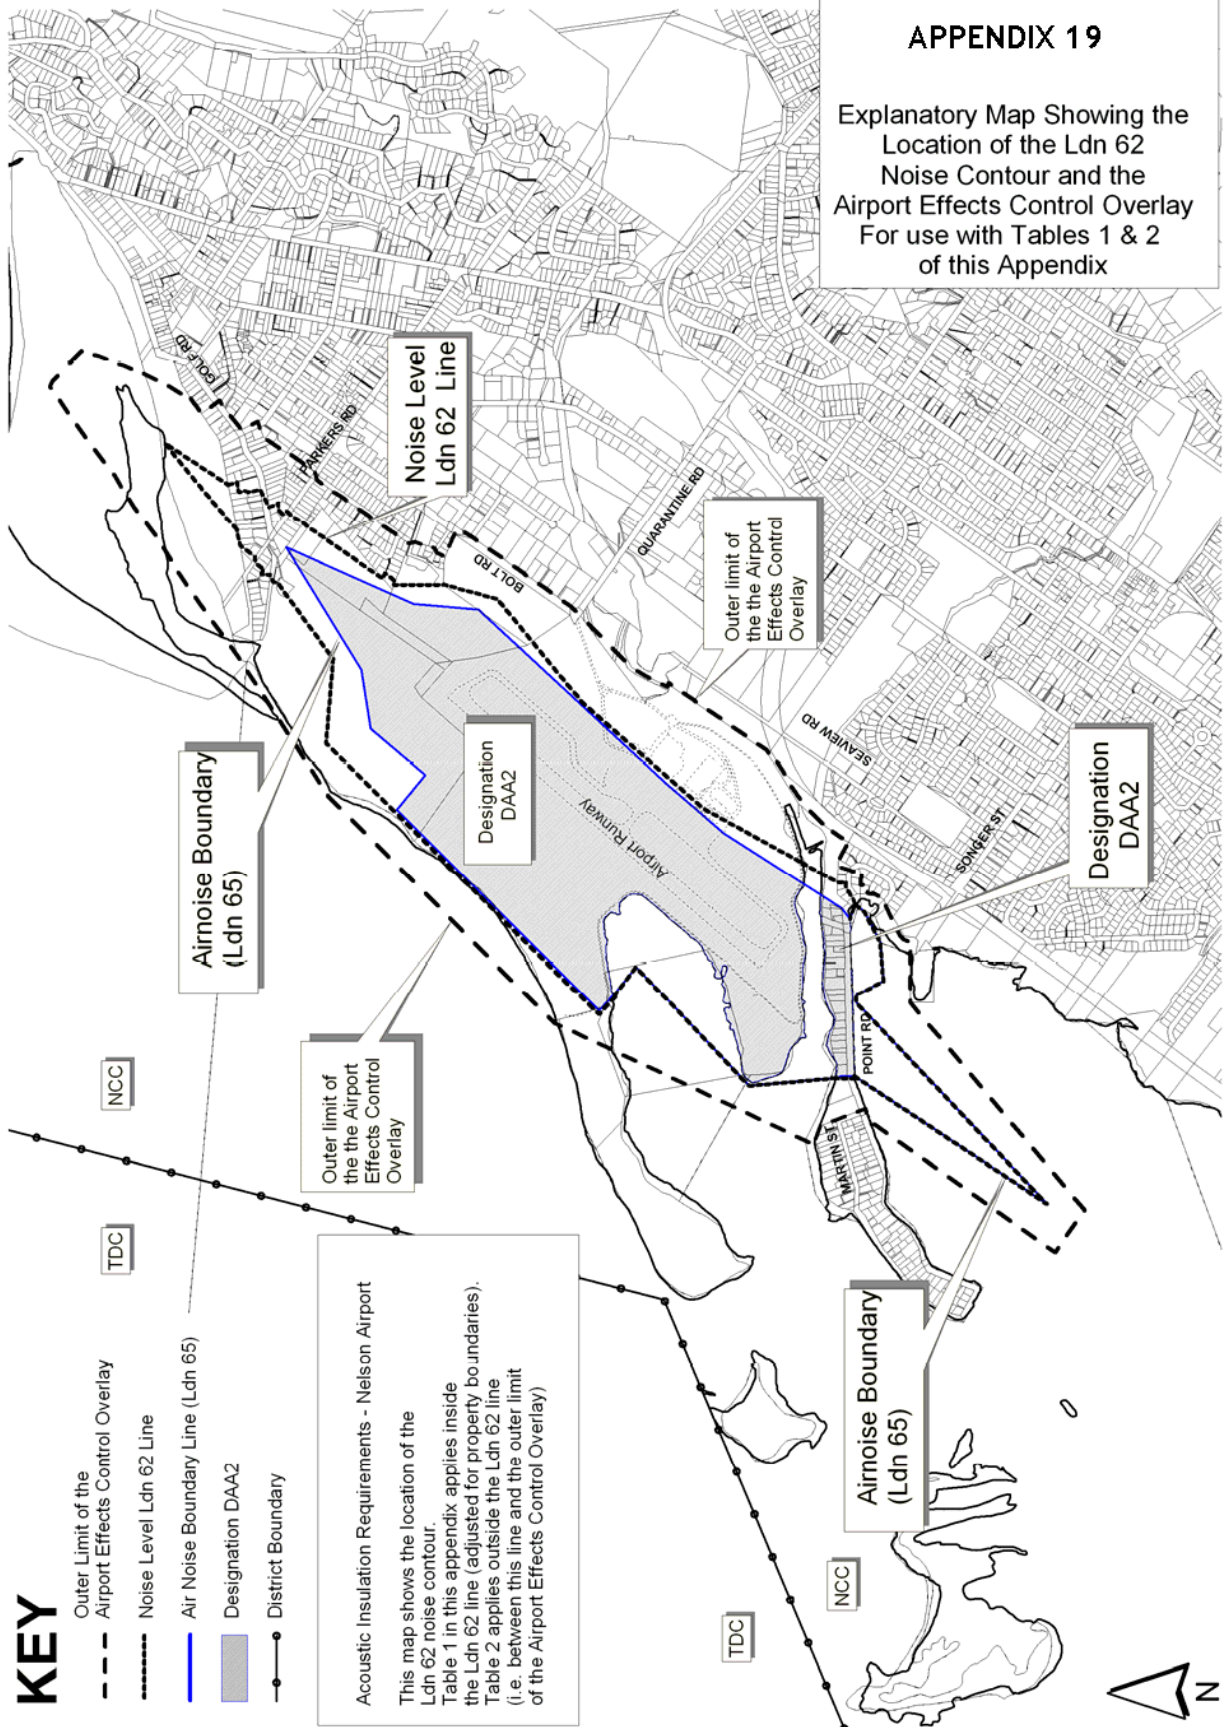 APPENDIX 19
Explanatory Map Showing the
Location of the Ldn 62
Noise Contour and the
Airport Effects Control Overlay
For use with Tables 1 & 2
of this Appendix
KEY
Outer Limit of the
Airport Effects Control Overlay
Noise Level Ldn 62 Line
Air Noise Boundary Line (Ldn 65)
Designation DAA2
District Boundary
Acoustic Insulation Requirements - Nelson Airport
This map shows the location of the
Ldn 62 noise contour.
Table 1 in this appendix applies inside
the Ldn 62 line (adjusted for property boundaries).
Table 2 applies outside the Ldn 62 line
(i.e. between this line and the outer limit
of the Airport Effects Control Overlay)
TDC
NCC
Outer limit of
the the Airport
Effects Control
Overlay
Airnoise Boundary
(Ldn 65)
Designation
DAA2
Airport Runway
Noise Level
Ldn 62 Line
GOLF RD
PARKERS RD
BOLT RD
QUARANTINE RD
Outer limit of
the the Airport
Effects Control
Overlay
SEAVIEW RD
SONGER ST
Designation
DAA2
POINT RD
MARTIN ST
Airnoise Boundary
(Ldn 65)
NCC
TDC
N